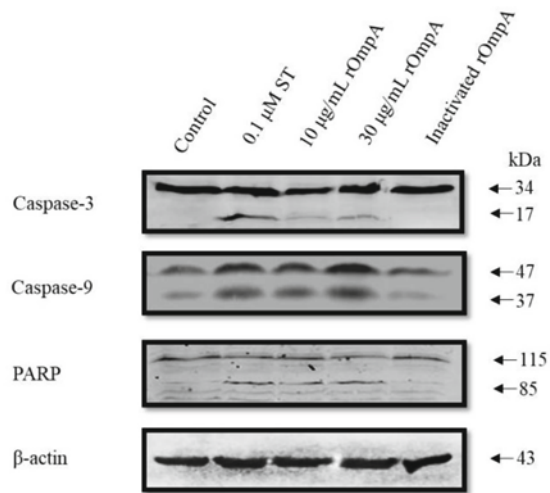 Control
0.1 μM ST
10 μg/mL rOmpA
30 μg/mL rOmpA
Inactivated rOmpA
kDa
Caspase-3
34
17
Caspase-9
47
37
PARP
115
85
β-actin
43